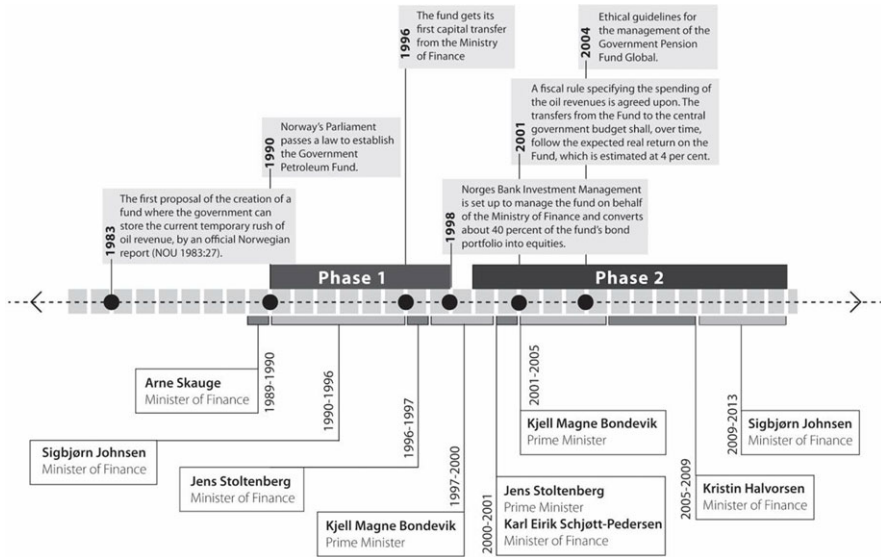 1996
The fund gets its
first capital transfer
from the Ministry
of Finance
2004
Ethical guidelines for
the management of the
Government Pension
Fund Global.
2001
A fiscal rule specifying the spending of
the oil revenues is agreed upon. The
transfers from the Fund to the central
government budget shall, over time,
follow the expected real return on the
Fund, which is estimated at 4 per cent.
1990
Norway's Parliament
passes a law to establish
the Government
Petroleum Fund.
1983
The first proposal of the creation of a
fund where the government can
store the current temporary rush of
oil revenue, by an official Norwegian
report (NOU 1983:27).
1998
Norges Bank Investment Management
is set up to manage the fund on behalf
of the Ministry of Finance and converts
about 40 percent of the fund's bond
portfolio into equities.
Phase 1
Phase 2
1989-1990
Arne Skauge
Minister of Finance
1990-1996
Sigbjørn Johnsen
Minister of Finance
1996-1997
Jens Stoltenberg
Minister of Finance
1997-2000
Kjell Magne Bondevik
Prime Minister
2000-2001
Jens Stoltenberg
Prime Minister
Karl Eirik Schjøtt-Pedersen
Minister of Finance
2001-2005
Kjell Magne Bondevik
Prime Minister
2005-2009
Kristin Halvorsen
Minister of Finance
2009-2013
Sigbjørn Johnsen
Minister of Finance